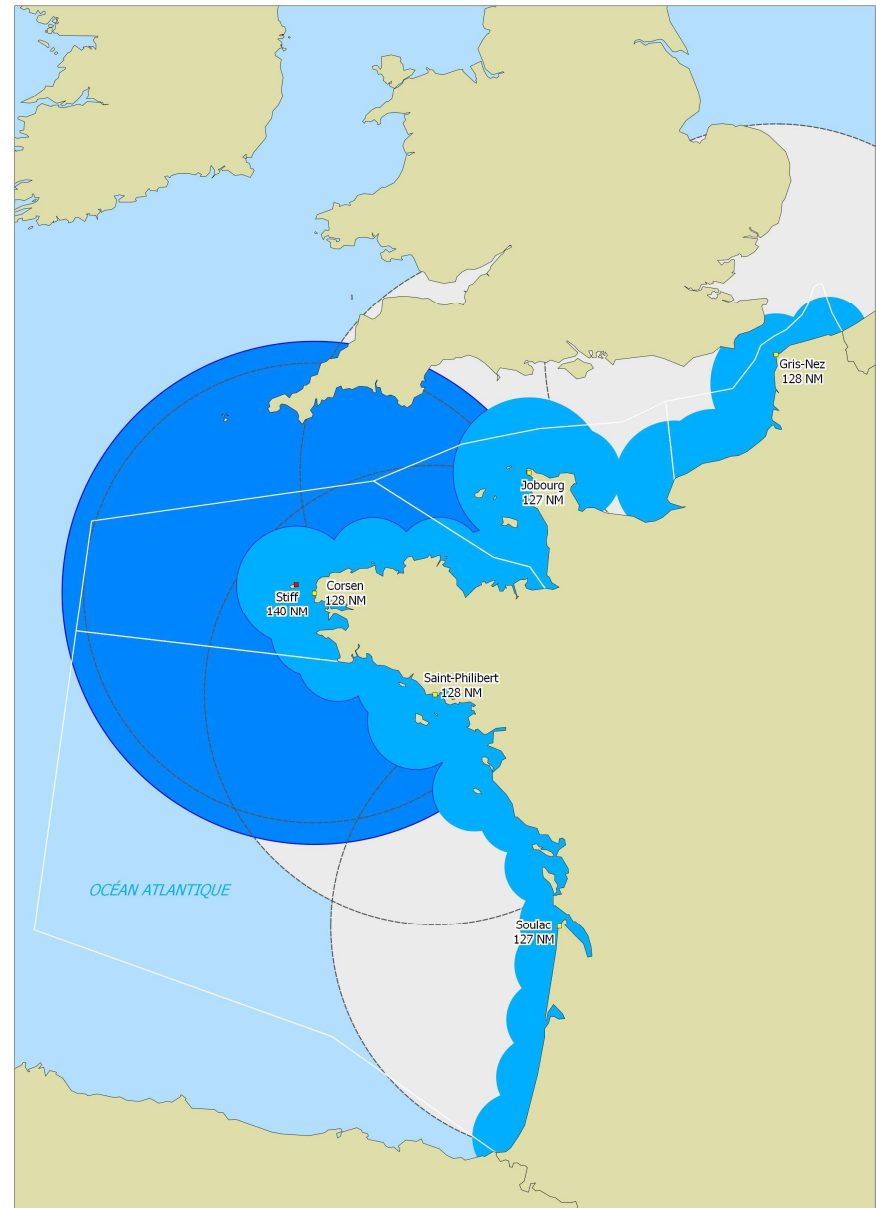 Gris-Nez
128 NM
Jobourg
127 NM
Stiff
140 NM
Corsen
128 NM
Saint-Philibert
128 NM
OCÉAN ATLANTIQUE
Soulac
127 NM